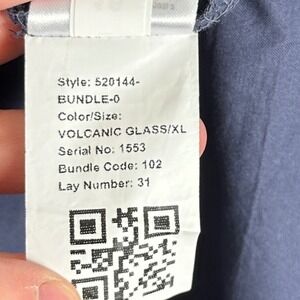 Style: 520144-
BUNDLE-0
Color/Size:
VOLCANIC GLASS/XL
Serial No: 1553
Bundle Code: 102
Lay Number: 31